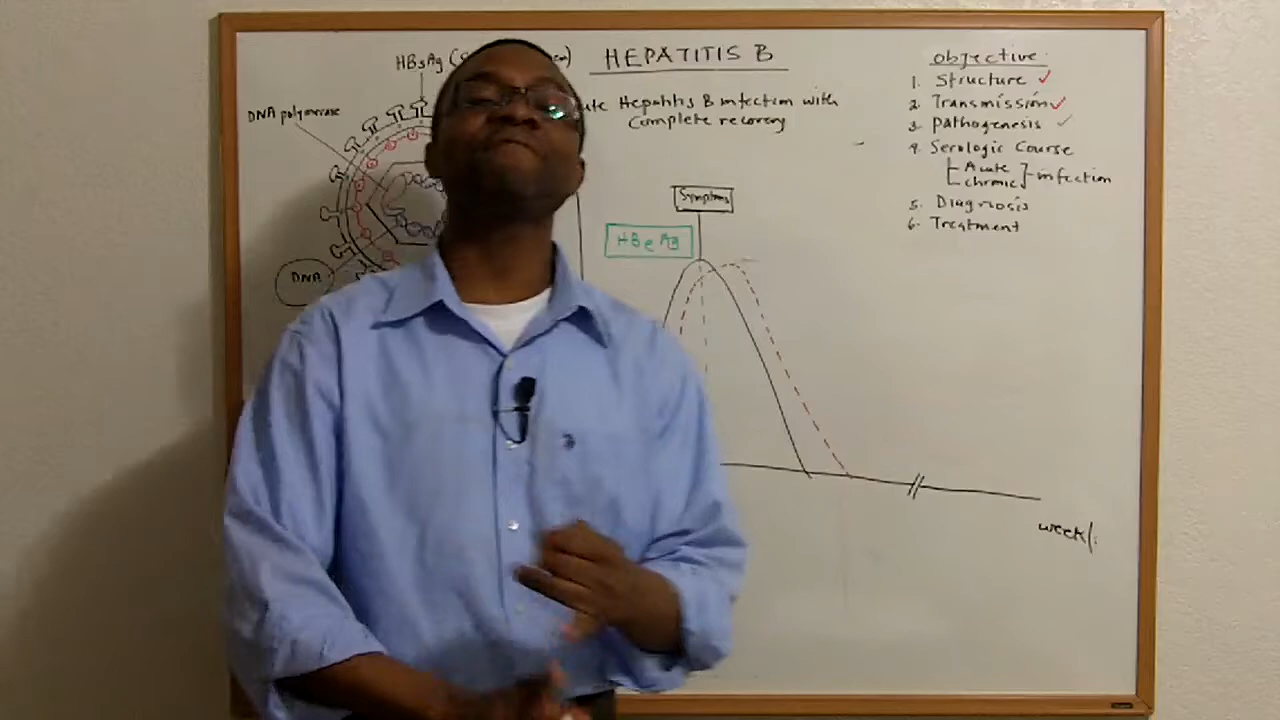 HEPATITIS B
HBsAg
DNA polymerase
DNA
Hepatitis B infection with
Complete recovery
Symptoms
HBeAg
week/
objective
1. Structure ✓
2. Transmission ✓
3. pathogenesis ✓
4. Serologic Course
Acute
chronic
infection
5. Diagnosis
6. Treatment